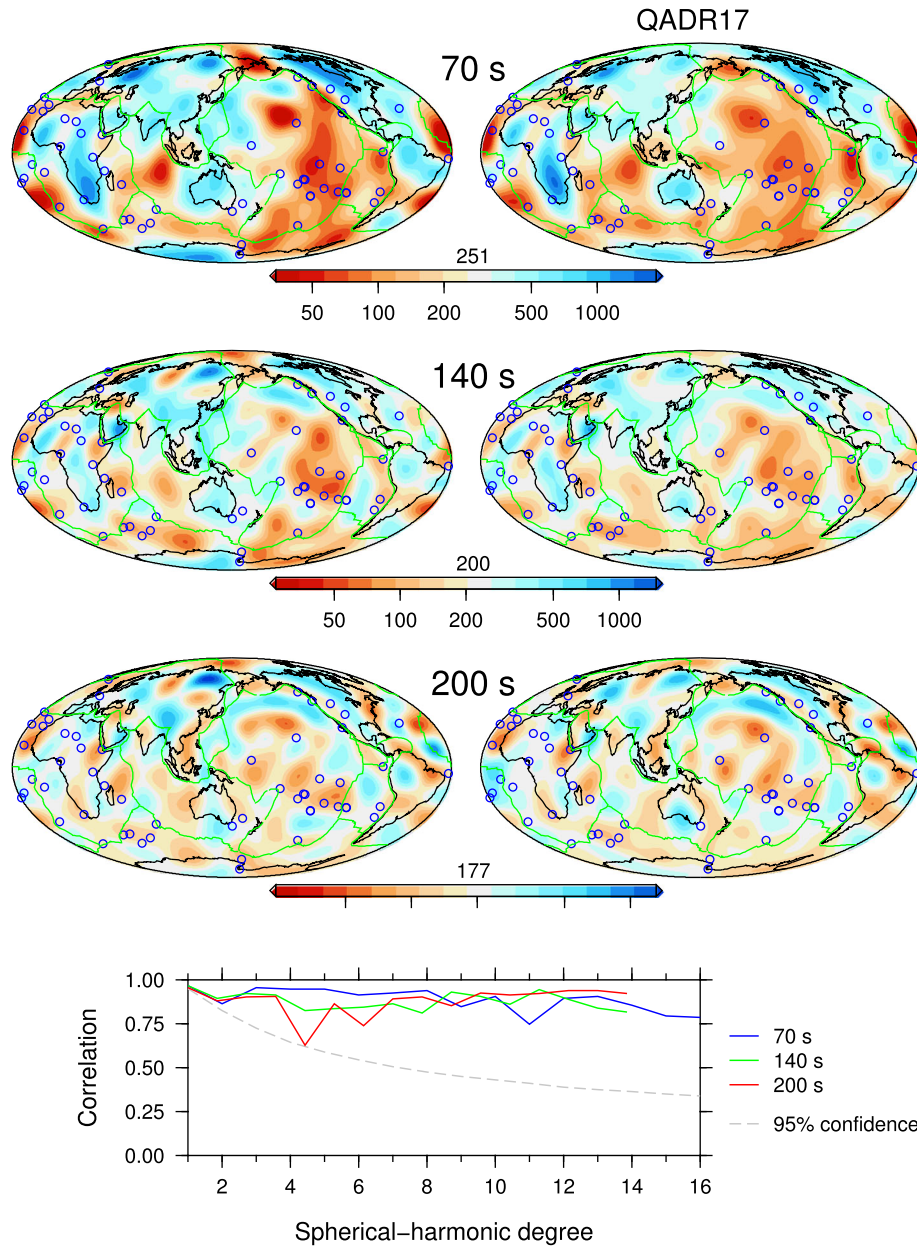 QADR17
70 s
251
50 100 200 500 1000
140 s
200
50 100 200 500 1000
200 s
177
1.00
0.75
0.50
0.25
0.00
Correlation
2 4 6 8 10 12 14 16
Spherical−harmonic degree
70 s
140 s
200 s
95% confidence